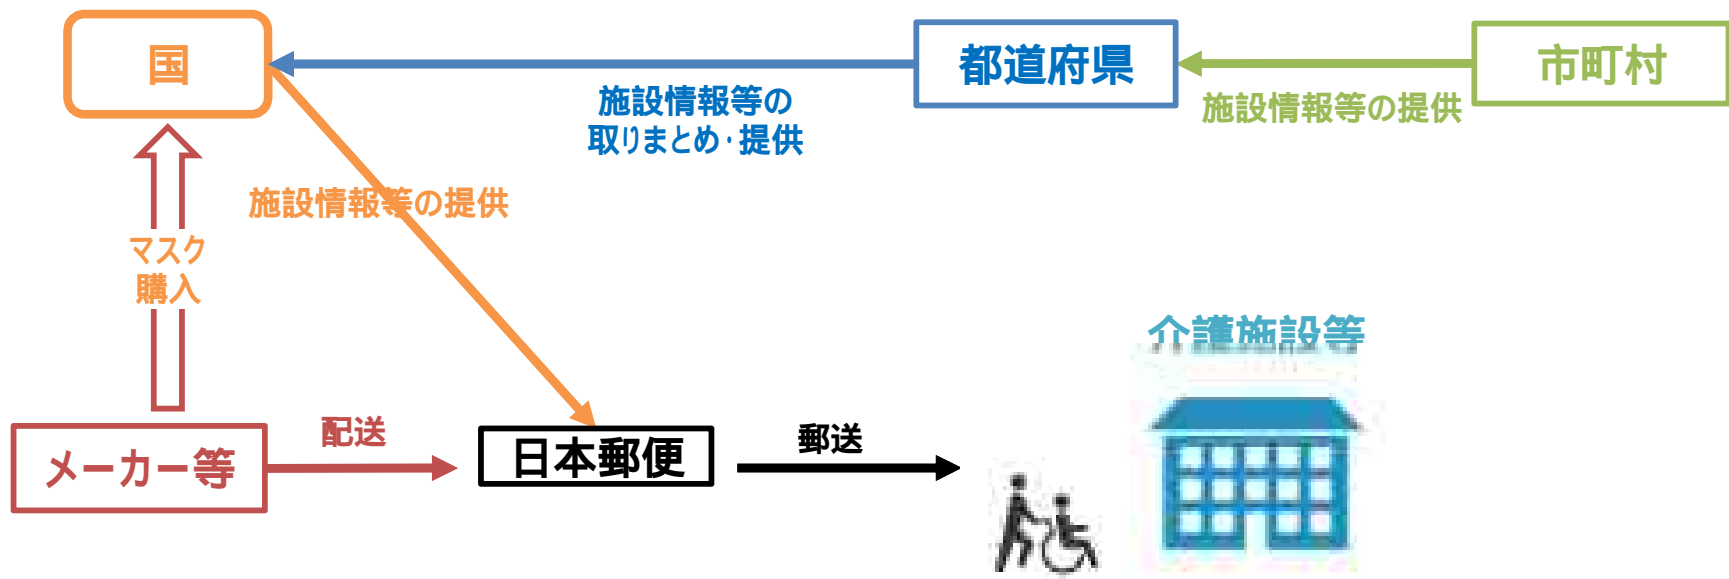 国
都道府県
市町村
施設情報等の
取りまとめ・提供
施設情報等の提供
施設情報等の提供
マスク
購入
介護施設等
メーカー等
配送
日本郵便
郵送